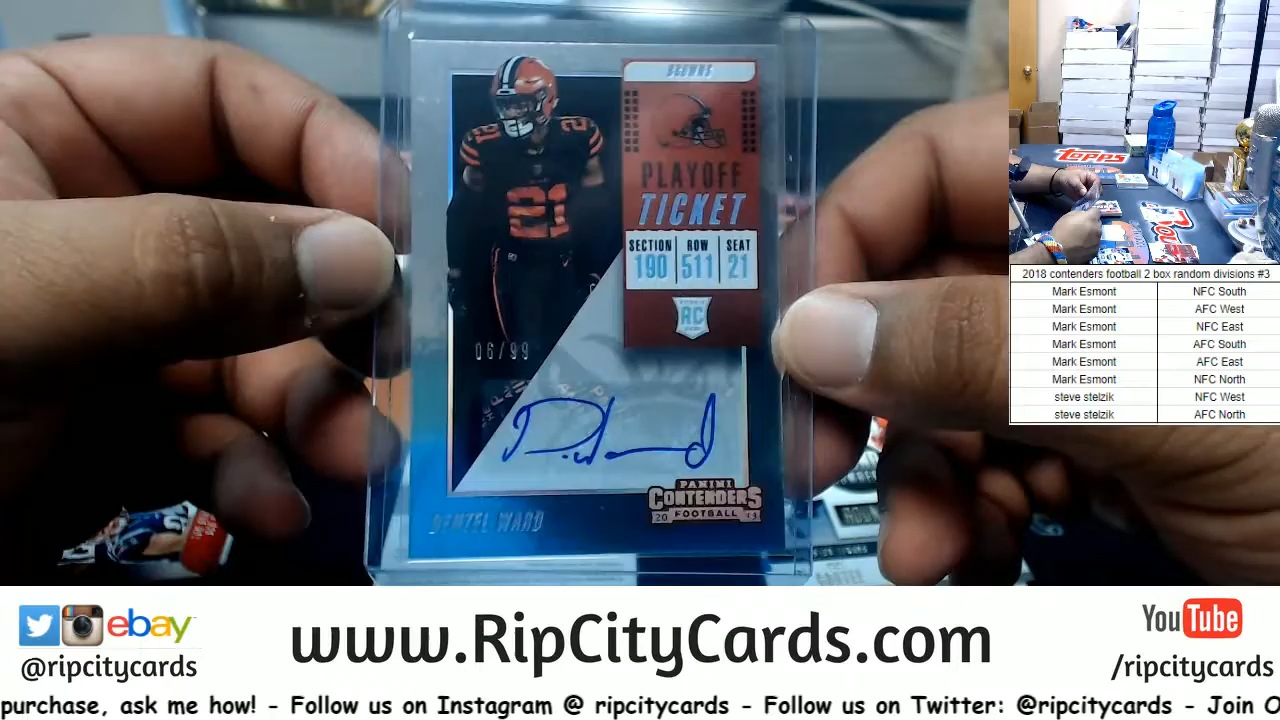 BROWNS
PLAYOFF
TICKET
SECTION ROW SEAT
190 511 21
RC
21
06/99
DENZEL WARD
PANINI
CONTENDERS
FOOTBALL
TOPPS
2018 contenders football 2 box random divisions #3
Mark Esmont NFC South
Mark Esmont AFC West
Mark Esmont NFC East
Mark Esmont AFC South
Mark Esmont AFC East
Mark Esmont NFC North
steve stelzik NFC West
steve stelzik AFC North
ebay
@ripcitycards
www.RipCityCards.com
YouTube
/ripcitycards
purchase, ask me how! - Follow us on Instagram @ ripcitycards - Follow us on Twitter: @ripcitycards - Join O